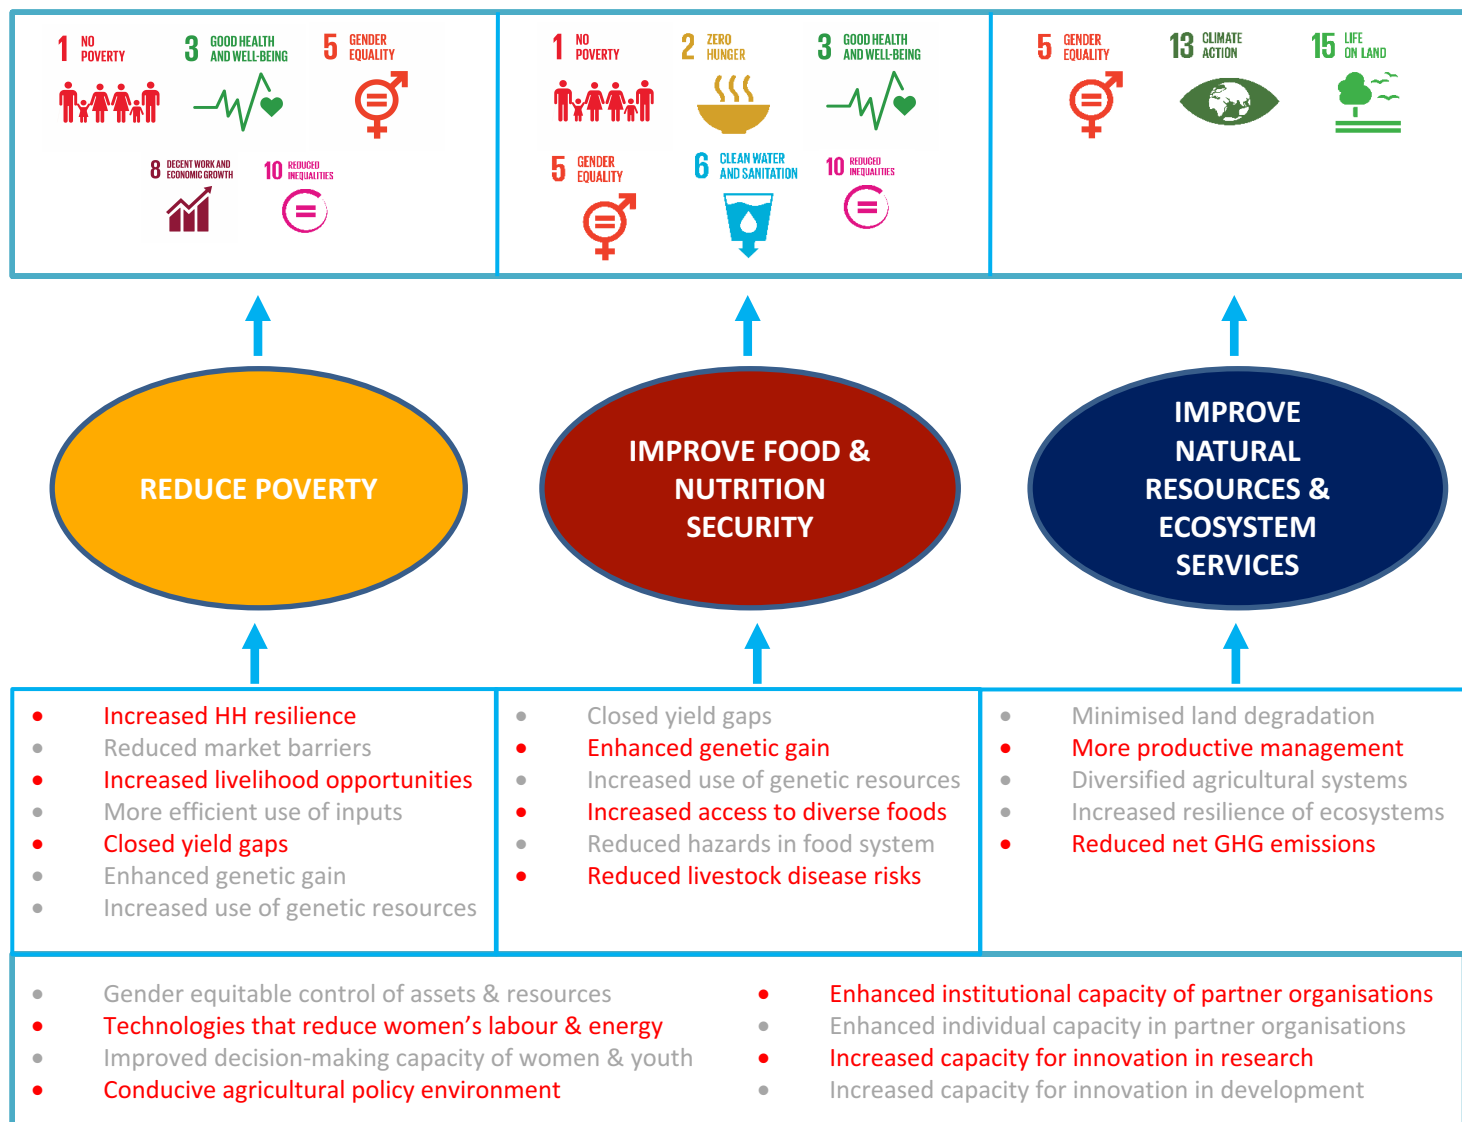 1 NO
POVERTY
3 GOOD HEALTH
AND WELL-BEING
5 GENDER
EQUALITY
8 DECENT WORK AND
ECONOMIC GROWTH
10 REDUCED
INEQUALITIES
1 NO
POVERTY
2 ZERO
HUNGER
3 GOOD HEALTH
AND WELL-BEING
5 GENDER
EQUALITY
6 CLEAN WATER
AND SANITATION
10 REDUCED
INEQUALITIES
5 GENDER
EQUALITY
13 CLIMATE
ACTION
15 LIFE
ON LAND
REDUCE POVERTY
IMPROVE FOOD &
NUTRITION
SECURITY
IMPROVE
NATURAL
RESOURCES &
ECOSYSTEM
SERVICES
• Increased HH resilience
• Reduced market barriers
• Increased livelihood opportunities
• More efficient use of inputs
• Closed yield gaps
• Enhanced genetic gain
• Increased use of genetic resources
• Closed yield gaps
• Enhanced genetic gain
• Increased use of genetic resources
• Increased access to diverse foods
• Reduced hazards in food system
• Reduced livestock disease risks
• Minimised land degradation
• More productive management
• Diversified agricultural systems
• Increased resilience of ecosystems
• Reduced net GHG emissions
• Gender equitable control of assets & resources
• Technologies that reduce women's labour & energy
• Improved decision-making capacity of women & youth
• Conducive agricultural policy environment
• Enhanced institutional capacity of partner organisations
• Enhanced individual capacity in partner organisations
• Increased capacity for innovation in research
• Increased capacity for innovation in development